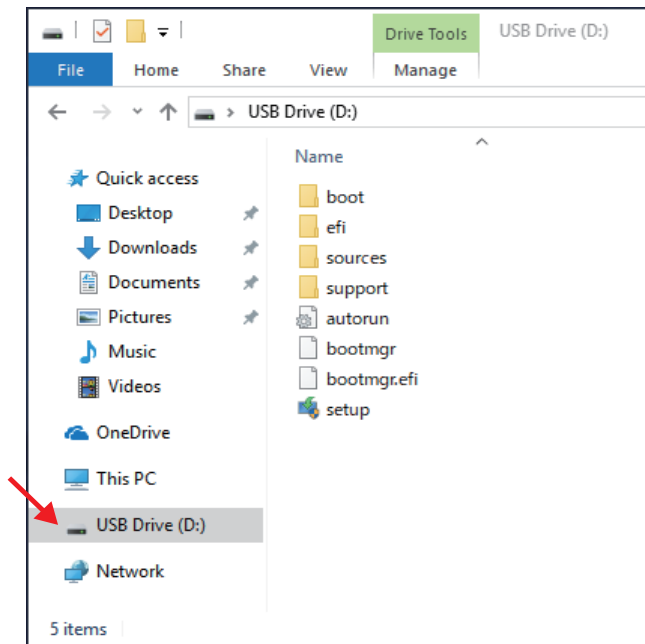 Drive Tools USB Drive (D:)
File Home Share View Manage
USB Drive (D:)
Name
Quick access
Desktop
Downloads
Documents
Pictures
Music
Videos
OneDrive
This PC
USB Drive (D:)
Network
boot
efi
sources
support
autorun
bootmgr
bootmgr.efi
setup
5 items